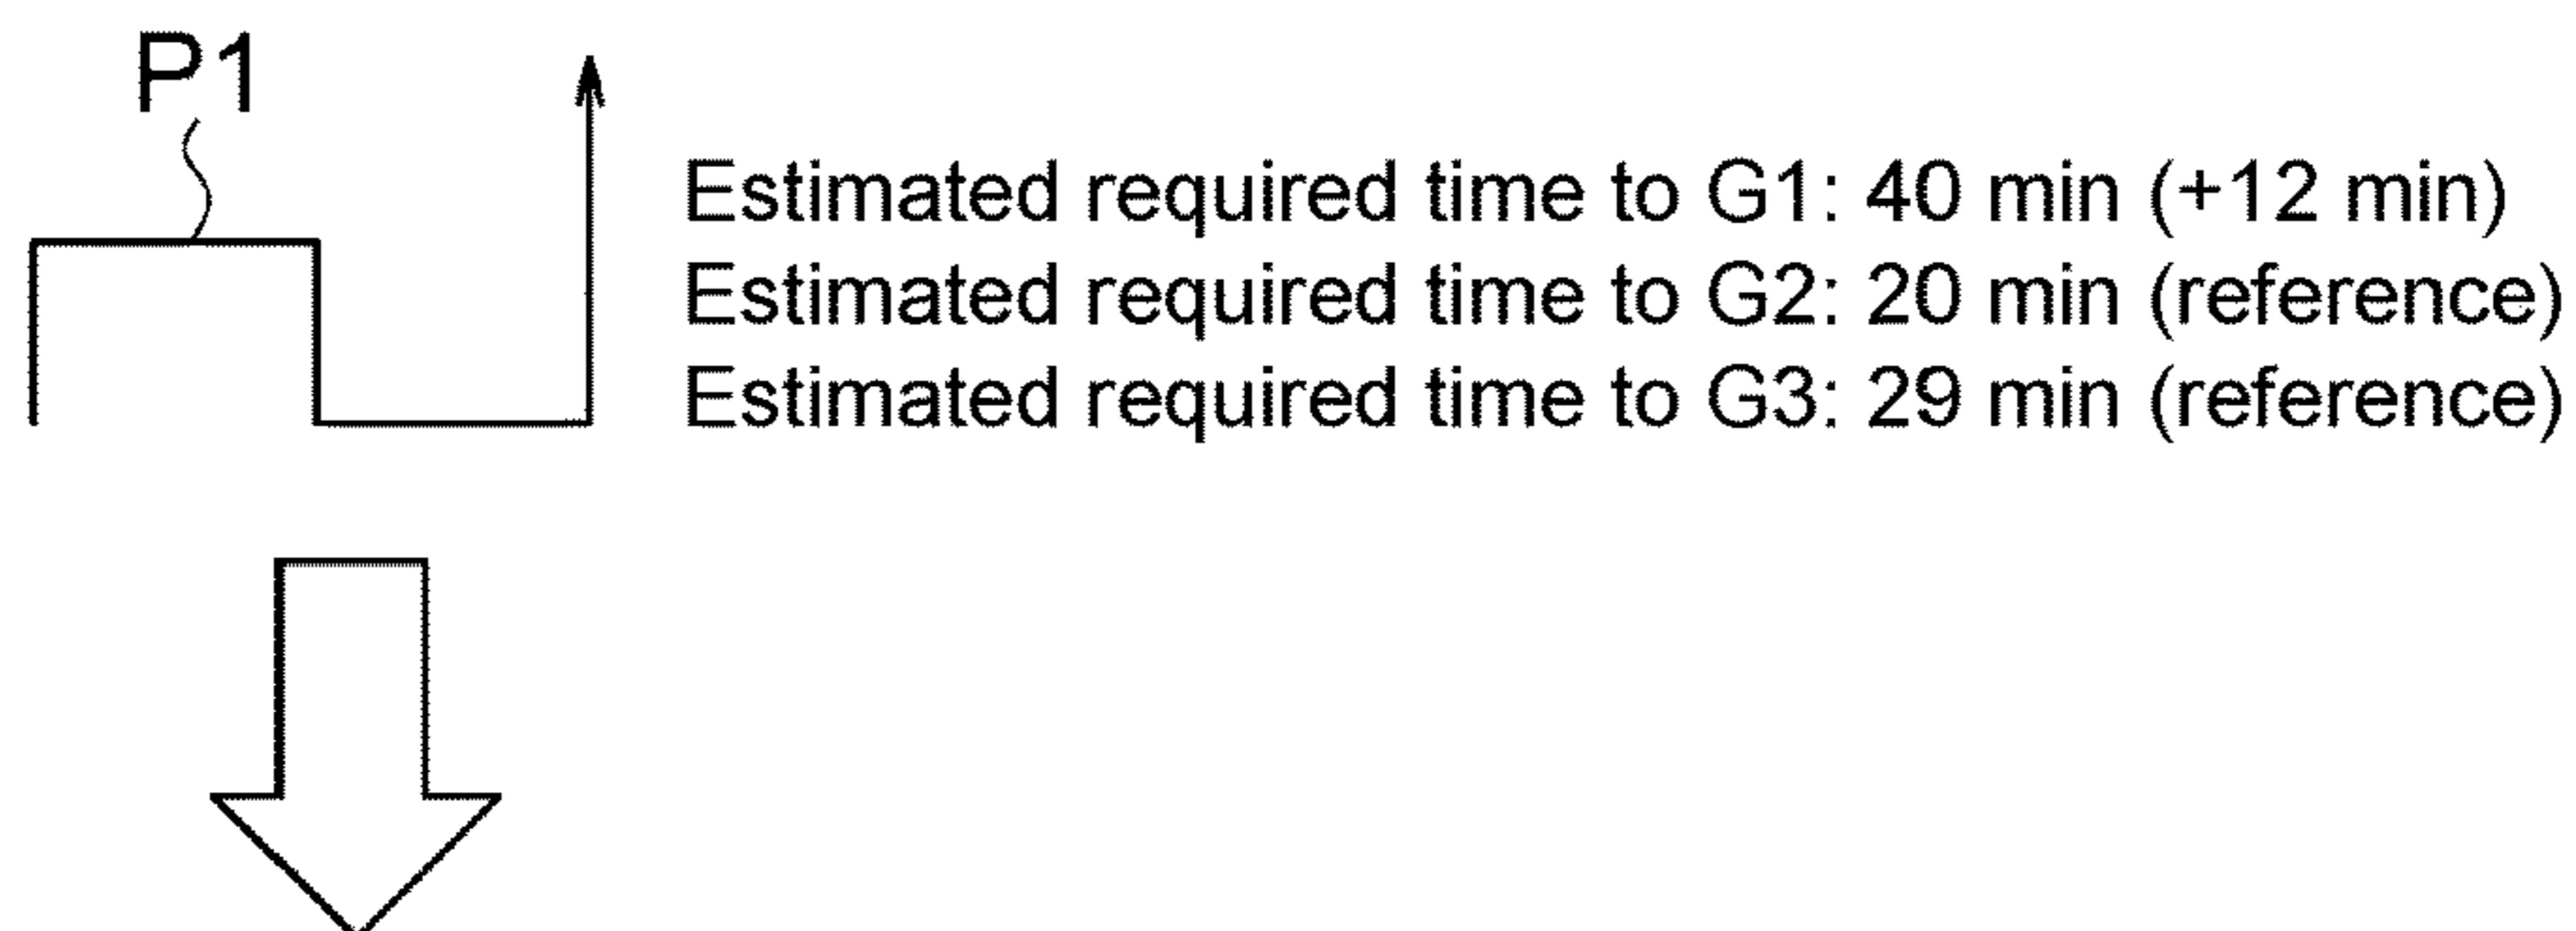 P1
Estimated required time to G1: 40 min (+12 min)
Estimated required time to G2: 20 min (reference)
Estimated required time to G3: 29 min (reference)